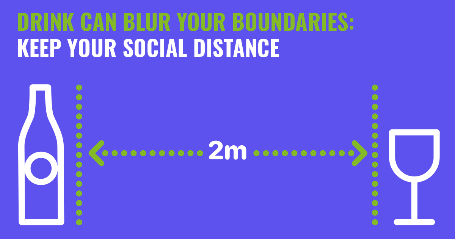 DRINK CAN BLUR YOUR BOUNDARIES:
KEEP YOUR SOCIAL DISTANCE
2m